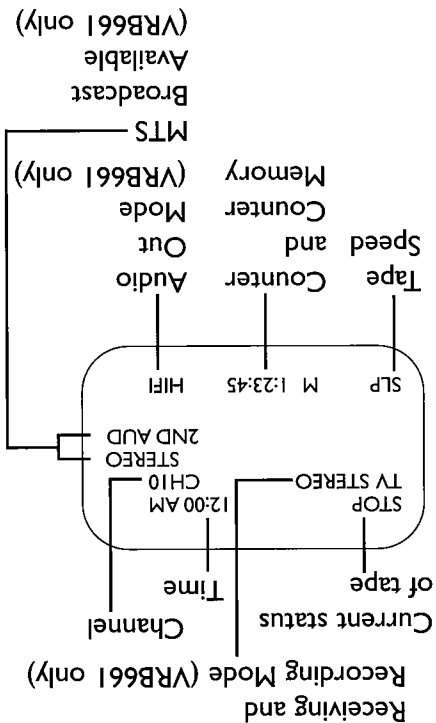 Receiving and
Recording Mode (VRB661 only)
Current status
of tape
Time
Channel
STOP 12:00 AM
TV STEREO CH10
STEREO
2ND AUD
SLP M 1:23:45 HIFI
Tape
Speed
Counter
and
Counter
Memory
Audio
Out
Mode
(VRB661 only)
MTS
Broadcast
Available
(VRB661 only)